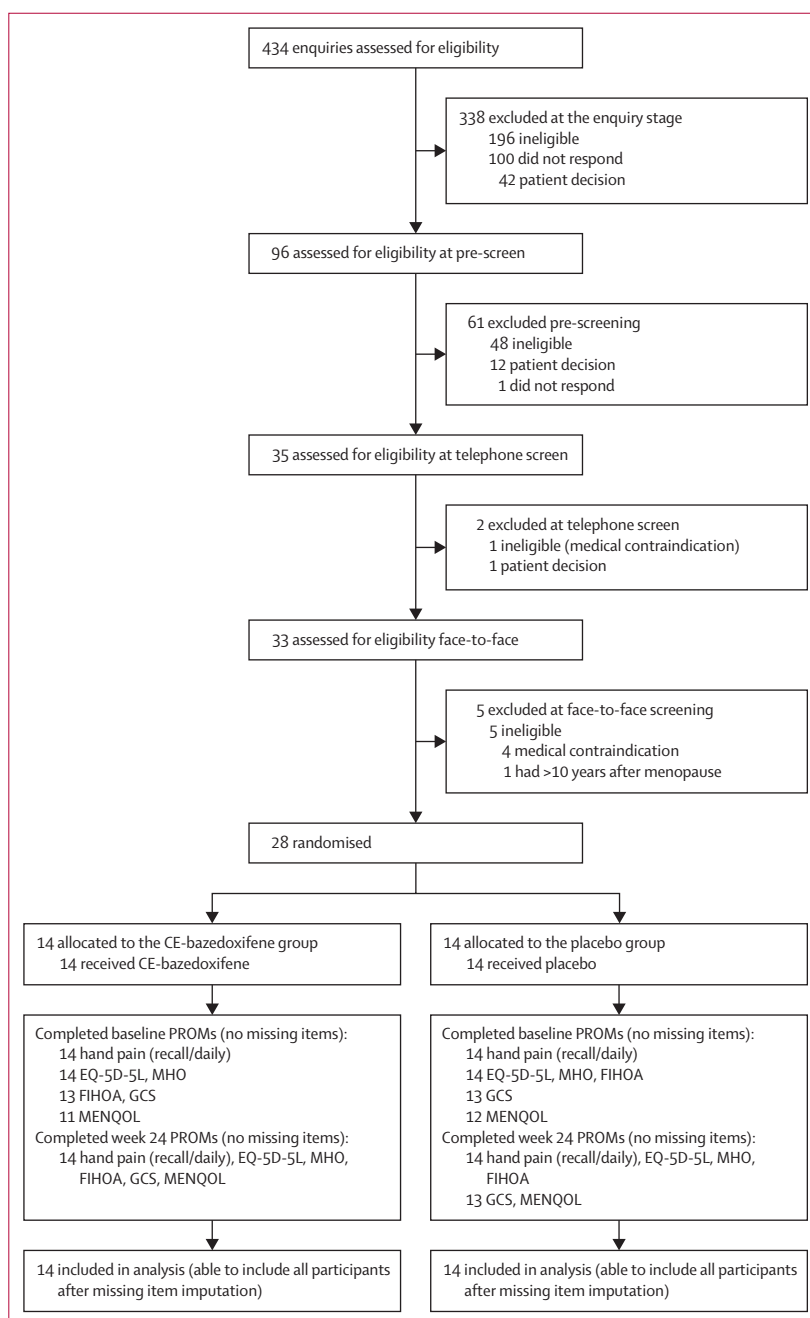 434 enquiries assessed for eligibility
338 excluded at the enquiry stage
196 ineligible
100 did not respond
42 patient decision
96 assessed for eligibility at pre-screen
61 excluded pre-screening
48 ineligible
12 patient decision
1 did not respond
35 assessed for eligibility at telephone screen
2 excluded at telephone screen
1 ineligible (medical contraindication)
1 patient decision
33 assessed for eligibility face-to-face
5 excluded at face-to-face screening
5 ineligible
4 medical contraindication
1 had >10 years after menopause
28 randomised
14 allocated to the CE-bazedoxifene group
14 received CE-bazedoxifene
14 allocated to the placebo group
14 received placebo
Completed baseline PROMs (no missing items):
14 hand pain (recall/daily)
14 EQ-5D-5L, MHO
13 FIHOA, GCS
11 MENQOL
Completed week 24 PROMs (no missing items):
14 hand pain (recall/daily), EQ-5D-5L, MHO,
FIHOA, GCS, MENQOL
Completed baseline PROMs (no missing items):
14 hand pain (recall/daily)
14 EQ-5D-5L, MHO, FIHOA
13 GCS
12 MENQOL
Completed week 24 PROMs (no missing items):
14 hand pain (recall/daily), EQ-5D-5L, MHO,
FIHOA
13 GCS, MENQOL
14 included in analysis (able to include all participants
after missing item imputation)
14 included in analysis (able to include all participants
after missing item imputation)